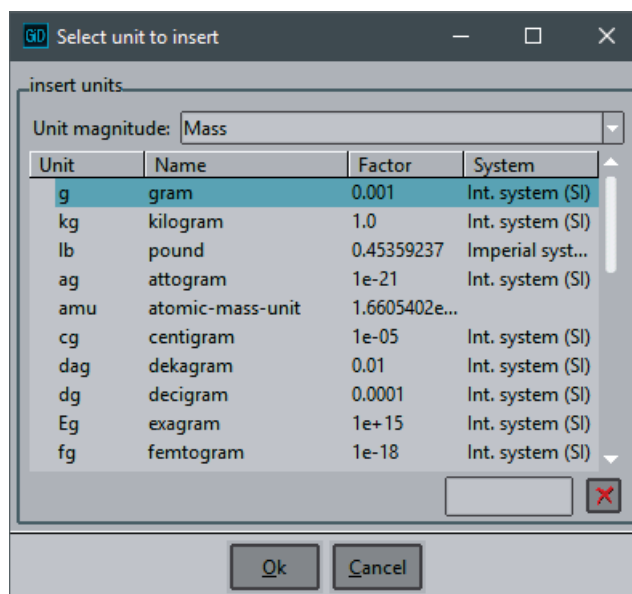 GiD Select unit to insert
insert units
Unit magnitude: Mass
Unit Name Factor System
g gram 0.001 Int. system (SI)
kg kilogram 1.0 Int. system (SI)
lb pound 0.45359237 Imperial syst...
ag attogram 1e-21 Int. system (SI)
amu atomic-mass-unit 1.6605402e...
cg centigram 1e-05 Int. system (SI)
dag dekagram 0.01 Int. system (SI)
dg decigram 0.0001 Int. system (SI)
Eg exagram 1e+15 Int. system (SI)
fg femtogram 1e-18 Int. system (SI)
Ok Cancel